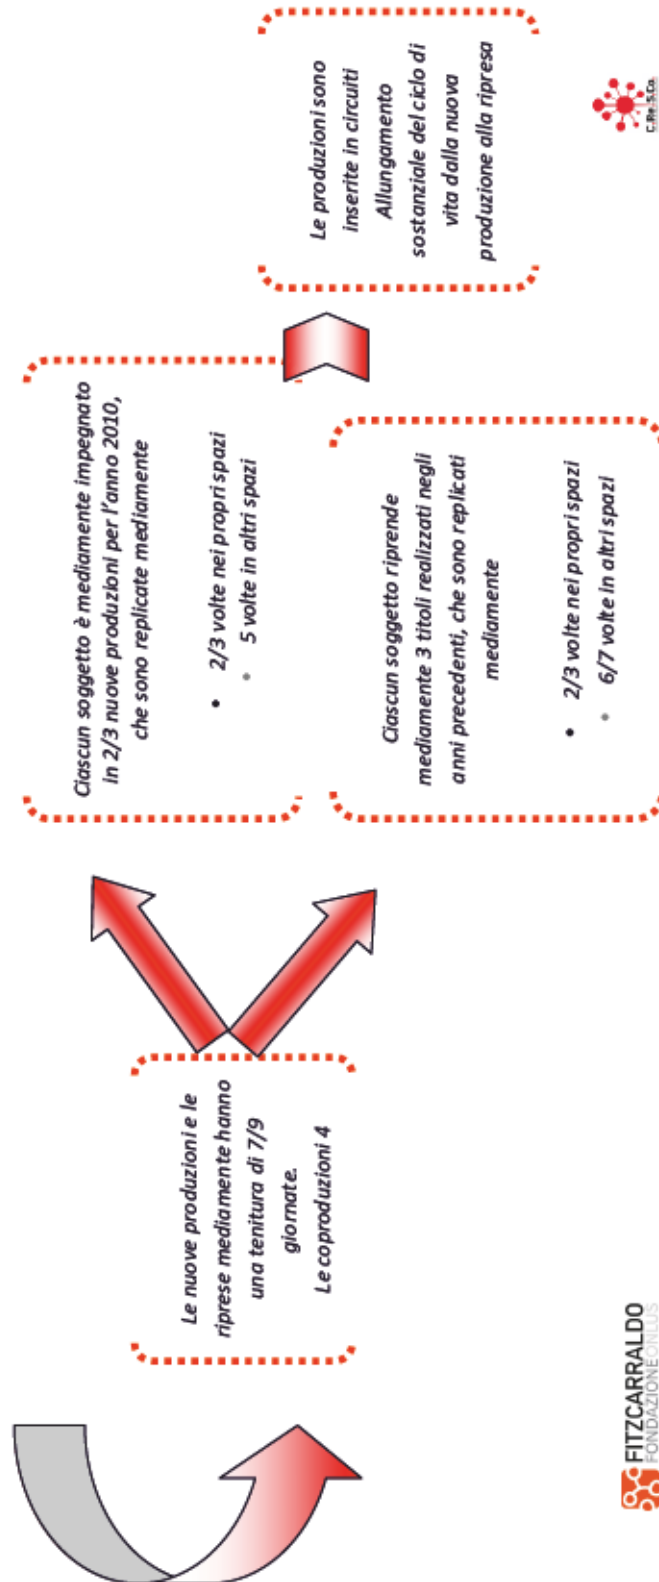 Le nuove produzioni e le
riprese mediamente hanno
una tenitura di 7/9
giornate.
Le coproduzioni 4
Ciascun soggetto è mediamente impegnato
in 2/3 nuove produzioni per l'anno 2010,
che sono replicate mediamente
• 2/3 volte nei propri spazi
• 5 volte in altri spazi
Ciascun soggetto riprende
mediamente 3 titoli realizzati negli
anni precedenti, che sono replicati
mediamente
• 2/3 volte nei propri spazi
• 6/7 volte in altri spazi
Le produzioni sono
inserite in circuiti
Allungamento
sostanziale del ciclo di
vita dalla nuova
produzione alla ripresa
FITZCARRALDO
FONDAZIONEONLUS
C.Re.S.Co.